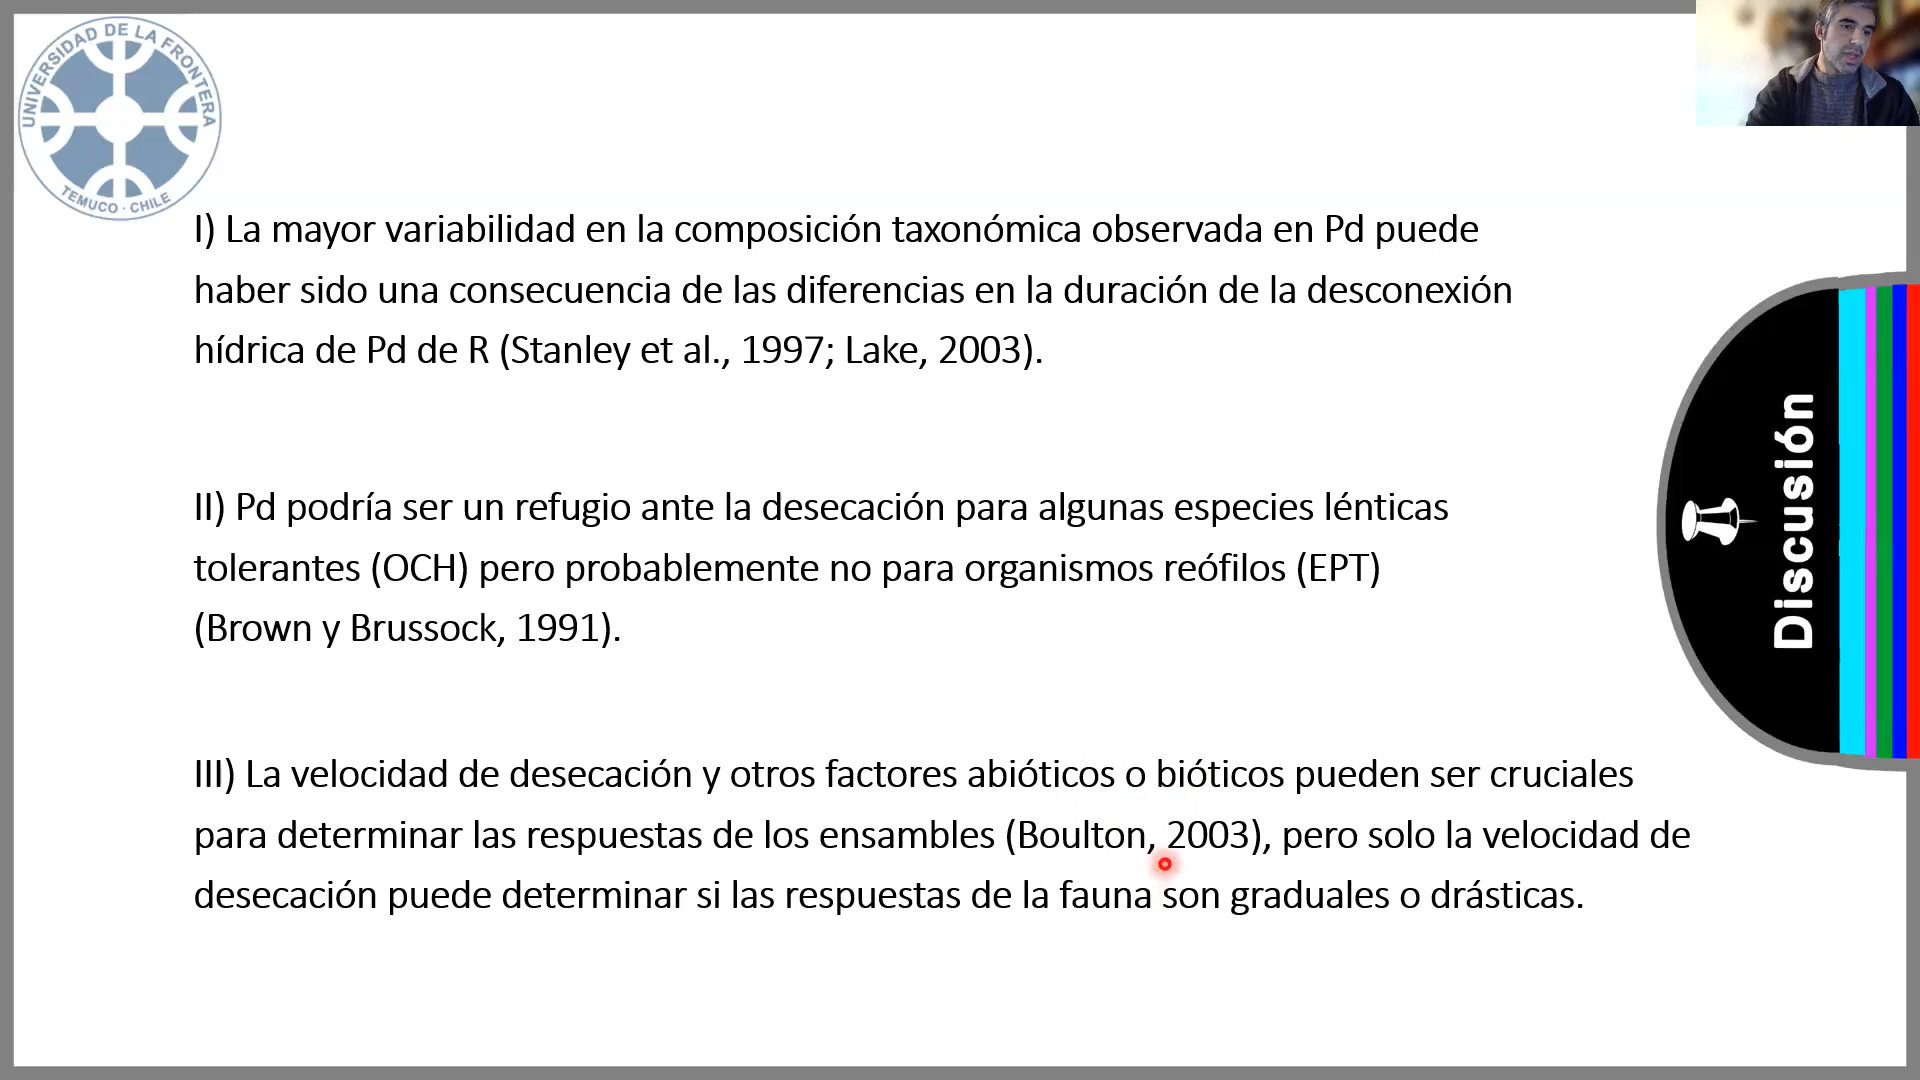 UNIVERSIDAD DE LA FRONTERA
TEMUCO · CHILE
I) La mayor variabilidad en la composición taxonómica observada en Pd puede
haber sido una consecuencia de las diferencias en la duración de la desconexión
hídrica de Pd de R (Stanley et al., 1997; Lake, 2003).
II) Pd podría ser un refugio ante la desecación para algunas especies lénticas
tolerantes (OCH) pero probablemente no para organismos reófilos (EPT)
(Brown y Brussock, 1991).
III) La velocidad de desecación y otros factores abióticos o bióticos pueden ser cruciales
para determinar las respuestas de los ensambles (Boulton, 2003), pero solo la velocidad de
desecación puede determinar si las respuestas de la fauna son graduales o drásticas.
Discusión